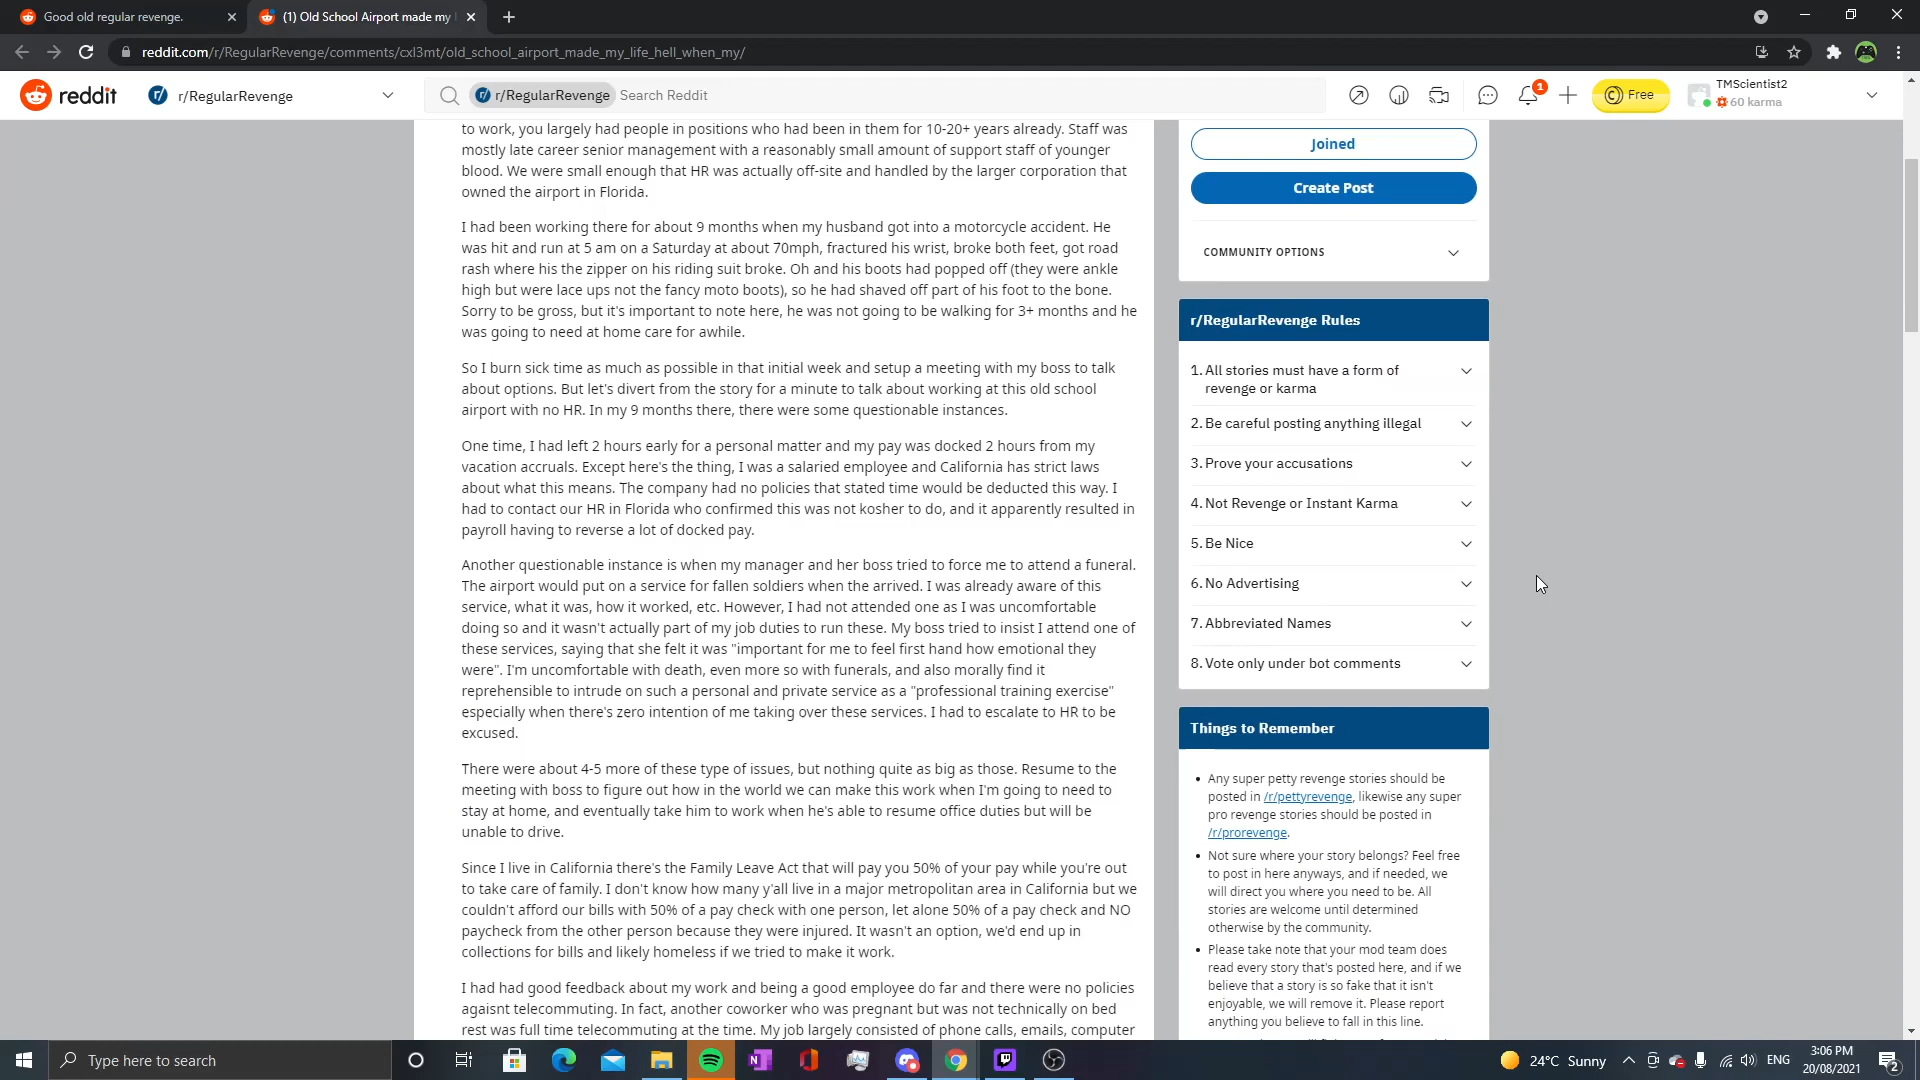 Good old regular revenge.
(1) Old School Airport made my
reddit.com/r/RegularRevenge/comments/cxl3mt/old_school_airport_made_my_life_hell_when_my/
reddit
r/RegularRevenge
r/RegularRevenge Search Reddit
1
Free
TMScientist2
60 karma
to work, you largely had people in positions who had been in them for 10-20+ years already. Staff was
mostly late career senior management with a reasonably small amount of support staff of younger
blood. We were small enough that HR was actually off-site and handled by the larger corporation that
owned the airport in Florida.
I had been working there for about 9 months when my husband got into a motorcycle accident. He
was hit and run at 5 am on a Saturday at about 70mph, fractured his wrist, broke both feet, got road
rash where his the zipper on his riding suit broke. Oh and his boots had popped off (they were ankle
high but were lace ups not the fancy moto boots), so he had shaved off part of his foot to the bone.
Sorry to be gross, but it's important to note here, he was not going to be walking for 3+ months and he
was going to need at home care for awhile.
So I burn sick time as much as possible in that initial week and setup a meeting with my boss to talk
about options. But let's divert from the story for a minute to talk about working at this old school
airport with no HR. In my 9 months there, there were some questionable instances.
One time, I had left 2 hours early for a personal matter and my pay was docked 2 hours from my
vacation accruals. Except here's the thing, I was a salaried employee and California has strict laws
about what this means. The company had no policies that stated time would be deducted this way. I
had to contact our HR in Florida who confirmed this was not kosher to do, and it apparently resulted in
payroll having to reverse a lot of docked pay.
Another questionable instance is when my manager and her boss tried to force me to attend a funeral.
The airport would put on a service for fallen soldiers when the arrived. I was already aware of this
service, what it was, how it worked, etc. However, I had not attended one as I was uncomfortable
doing so and it wasn't actually part of my job duties to run these. My boss tried to insist I attend one of
these services, saying that she felt it was "important for me to feel first hand how emotional they
were". I'm uncomfortable with death, even more so with funerals, and also morally find it
reprehensible to intrude on such a personal and private service as a "professional training exercise"
especially when there's zero intention of me taking over these services. I had to escalate to HR to be
excused.
There were about 4-5 more of these type of issues, but nothing quite as big as those. Resume to the
meeting with boss to figure out how in the world we can make this work when I'm going to need to
stay at home, and eventually take him to work when he's able to resume office duties but will be
unable to drive.
Since I live in California there's the Family Leave Act that will pay you 50% of your pay while you're out
to take care of family. I don't know how many y'all live in a major metropolitan area in California but we
couldn't afford our bills with 50% of a pay check with one person, let alone 50% of a pay check and NO
paycheck from the other person because they were injured. It wasn't an option, we'd end up in
collections for bills and likely homeless if we tried to make it work.
I had had good feedback about my work and being a good employee do far and there were no policies
agaisnt telecommuting. In fact, another coworker who was pregnant but was not technically on bed
rest was full time telecommuting at the time. My job largely consisted of phone calls, emails, computer
Joined
Create Post
COMMUNITY OPTIONS
r/RegularRevenge Rules
1. All stories must have a form of
revenge or karma
2. Be careful posting anything illegal
3. Prove your accusations
4. Not Revenge or Instant Karma
5. Be Nice
6. No Advertising
7. Abbreviated Names
8. Vote only under bot comments
Things to Remember
• Any super petty revenge stories should be
posted in /r/pettyrevenge, likewise any super
pro revenge stories should be posted in
/r/prorevenge.
• Not sure where your story belongs? Feel free
to post in here anyways, and if needed, we
will direct you where you need to be. All
stories are welcome until determined
otherwise by the community.
• Please take note that your mod team does
read every story that's posted here, and if we
believe that a story is so fake that it isn't
enjoyable, we will remove it. Please report
anything you believe to fall in this line.
Type here to search
24°C Sunny
ENG
3:06 PM
20/08/2021
2